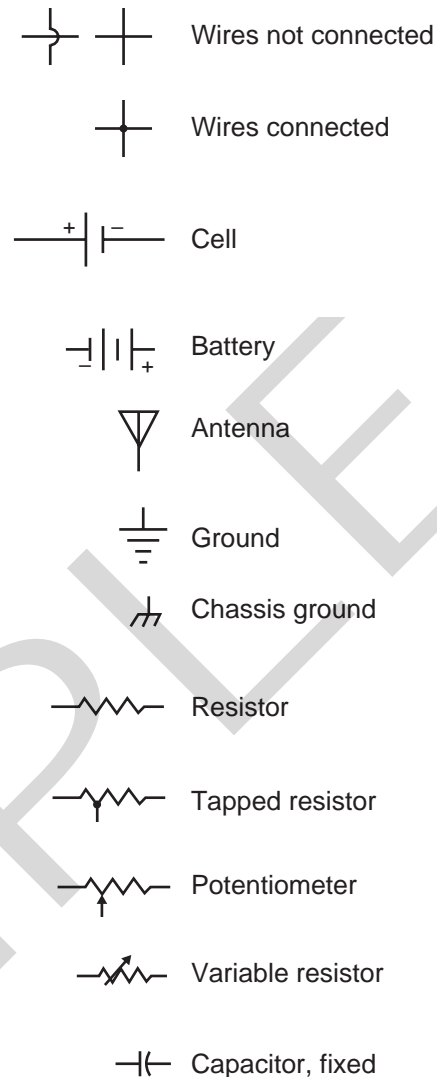 Wires not connected
Wires connected
+ – Cell
– + Battery
Antenna
Ground
Chassis ground
Resistor
Tapped resistor
Potentiometer
Variable resistor
Capacitor, fixed
PLE